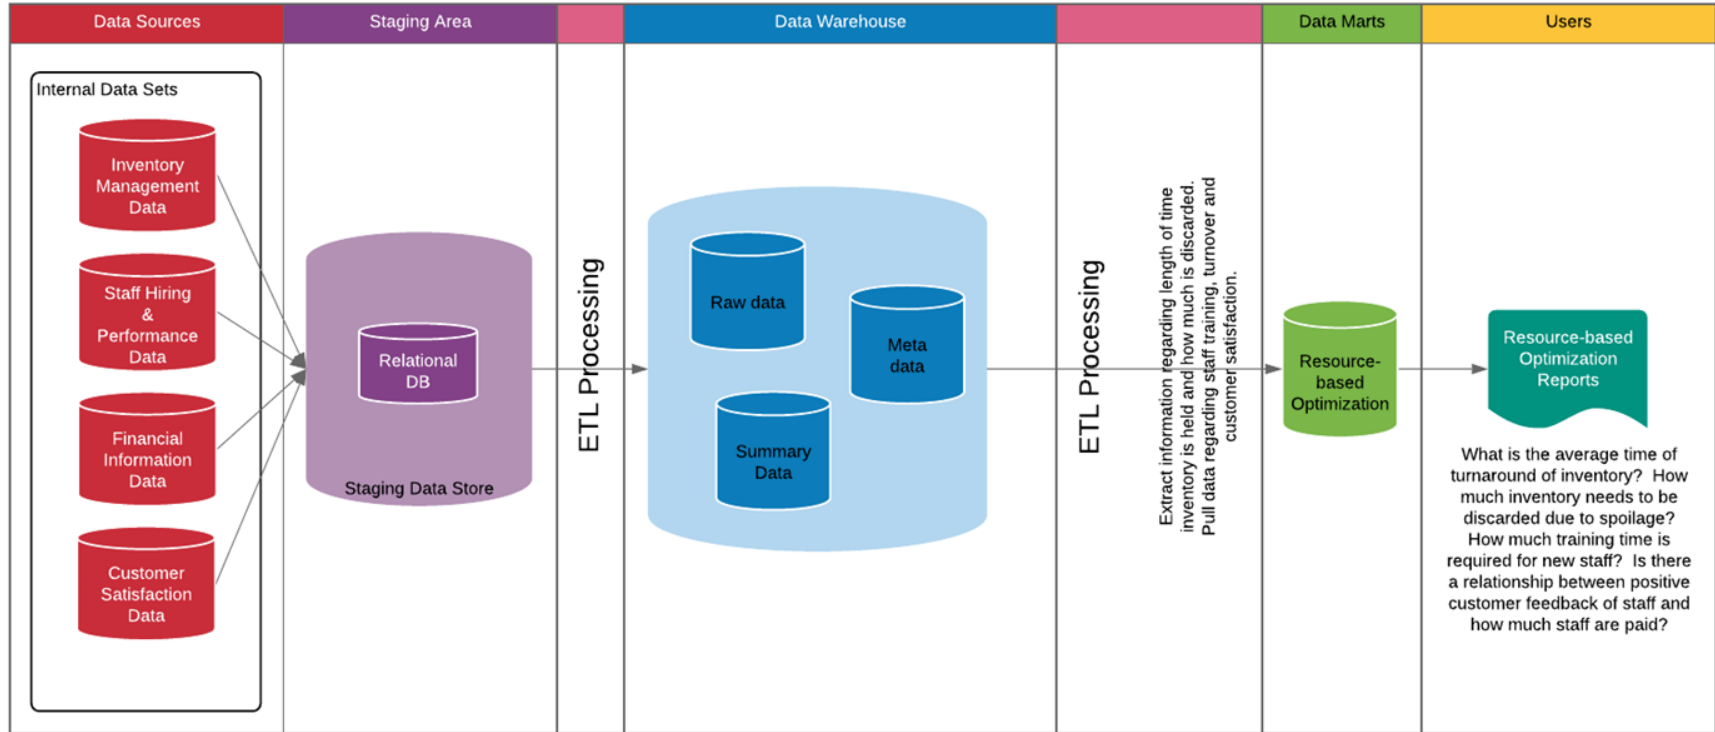 Data Sources
Staging Area
Data Warehouse
Data Marts
Users
Internal Data Sets
Inventory
Management
Data
Staff Hiring
&
Performance
Data
Financial
Information
Data
Customer
Satisfaction
Data
Relational
DB
Staging Data Store
ETL Processing
Raw data
Meta
data
Summary
Data
ETL Processing
Extract information regarding length of time
inventory is held and how much is discarded.
Pull data regarding staff training, turnover and
customer satisfaction.
Resource-
based
Optimization
Resource-based
Optimization
Reports
What is the average time of
turnaround of inventory? How
much inventory needs to be
discarded due to spoilage?
How much training time is
required for new staff? Is there
a relationship between positive
customer feedback of staff and
how much staff are paid?